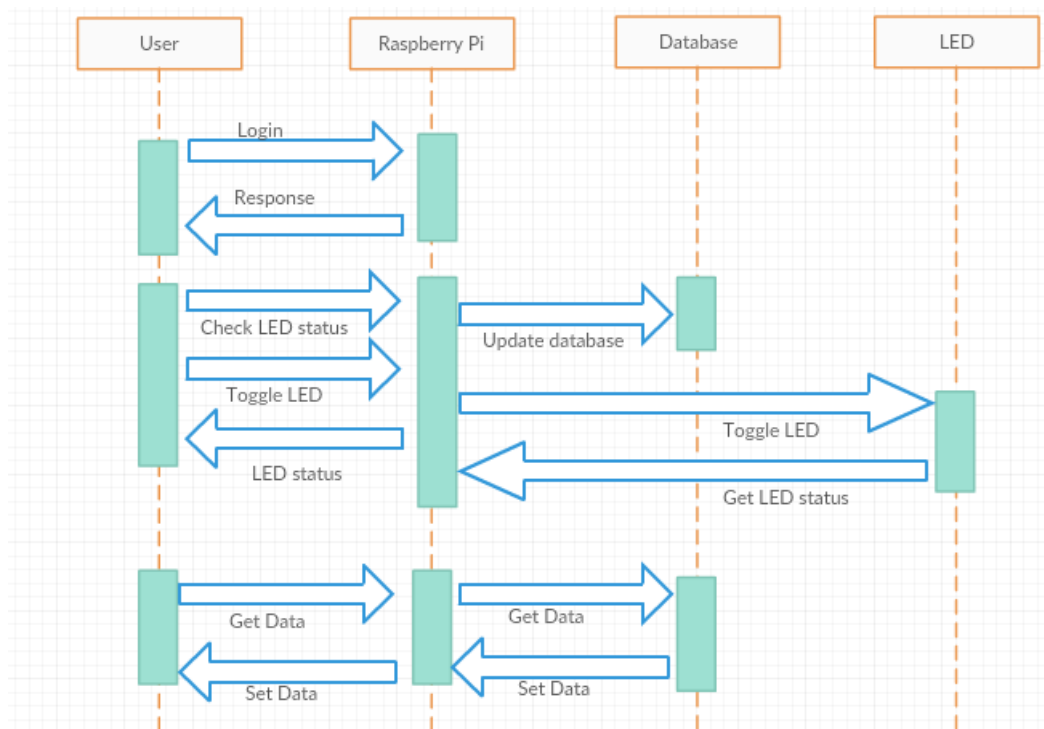 User
Raspberry Pi
Database
LED
Login
Response
Check LED status
Update database
Toggle LED
Toggle LED
LED status
Get LED status
Get Data
Get Data
Set Data
Set Data